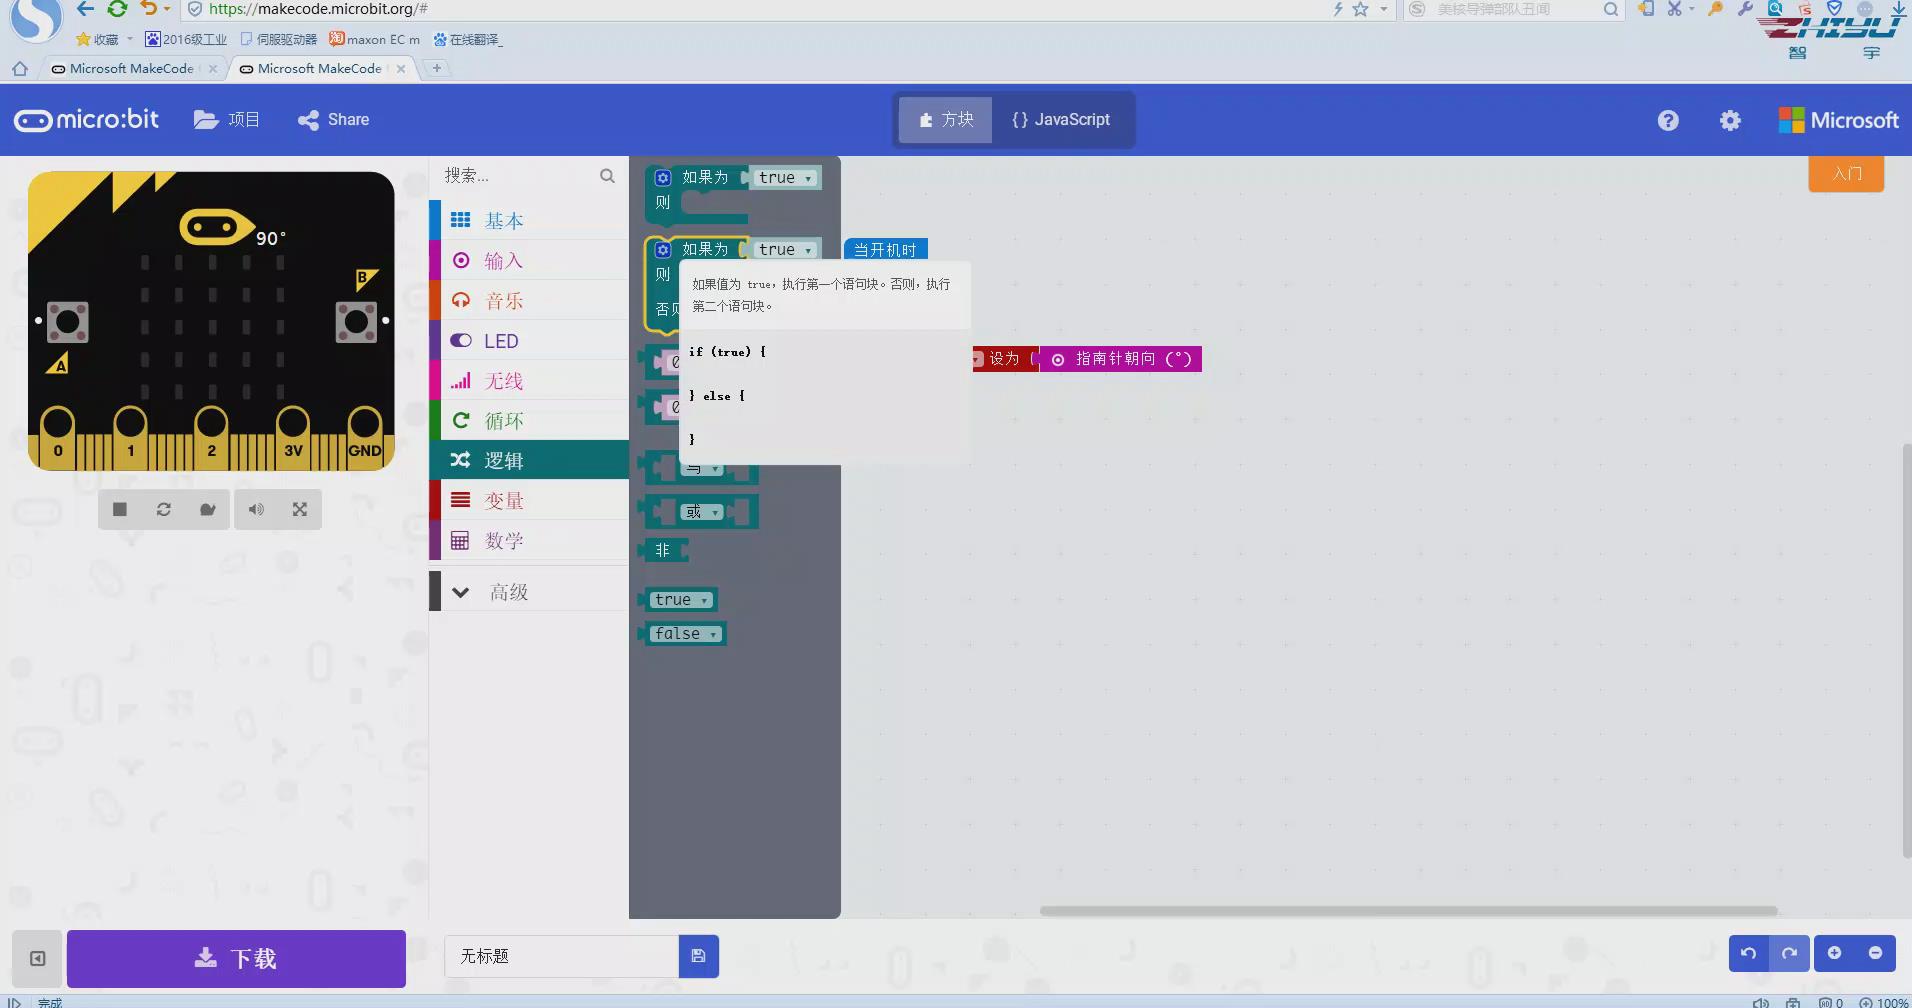 https://makecode.microbit.org/#
美核导弹部队丑闻
ZHIYU
智 宇
收藏
2016级工业
伺服驱动器
maxon EC m
在线翻译_
Microsoft MakeCode
Microsoft MakeCode
micro:bit
项目
Share
方块
{} JavaScript
Microsoft
90°
B
A
0
1
2
3V
GND
搜索...
基本
输入
音乐
LED
无线
循环
逻辑
变量
数学
高级
如果为 true
则
如果为 true
则
否则
如果值为 true，执行第一个语句块。否则，执行
第二个语句块。
if (true) {
} else {
}
0
0
与
或
非
true
false
当开机时
设为
指南针朝向 (°)
入门
下载
无标题
完成
0
100%